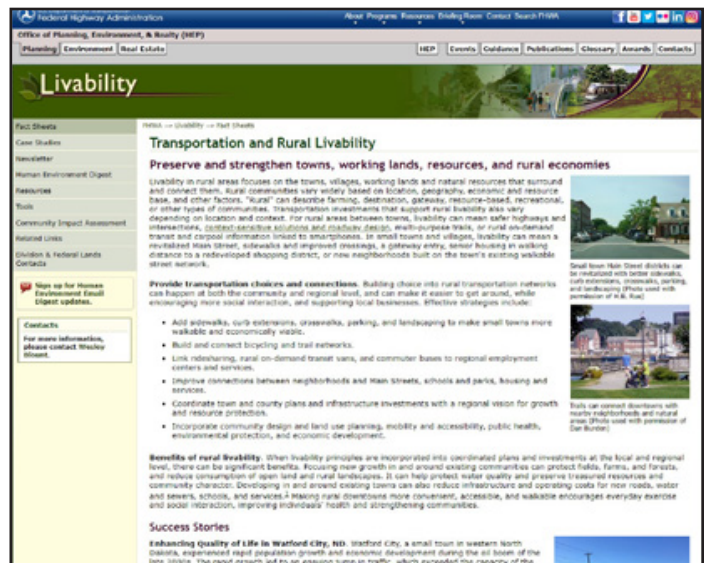 Federal Highway Administration
About Programs Resources Briefing Room Contact Search FHWA
Office of Planning, Environment, & Realty (HEP)
Planning Environment Real Estate
HEP Events Guidance Publications Glossary Awards Contacts
Livability
Fact Sheets
Case Studies
Newsletter
Human Environment Digest
Resources
Tools
Community Impact Assessment
Related Links
Division & Federal Lands
Contacts
Sign up for Human
Environment Email
Digest updates.
Contacts
For more information,
please contact Wesley
Blount.
FHWA → Livability → Fact Sheets
Transportation and Rural Livability
Preserve and strengthen towns, working lands, resources, and rural economies
Livability in rural areas focuses on the towns, villages, working lands and natural resources that surround
and connect them. Rural communities vary widely based on location, geography, economic and resource
base, and other factors. "Rural" can describe farming, destination, gateway, resource-based, recreational,
or other types of communities. Transportation investments that support rural livability also vary
depending on location and context. For rural areas between towns, livability can mean safer highways and
intersections, context-sensitive solutions and roadway design, multi-purpose trails, or rural on-demand
transit and carpool information linked to smartphones. In small towns and villages, livability can mean a
revitalized Main Street, sidewalks and improved crossings, a gateway entry, senior housing in walking
distance to a redeveloped shopping district, or new neighborhoods built on the town's existing walkable
street network.
Small town Main Street districts can
be revitalized with better sidewalks,
curb extensions, crosswalks, parking,
and landscaping (Photo used with
permission of H.B. Rue)
Provide transportation choices and connections. Building choice into rural transportation networks
can happen at both the community and regional level, and can make it easier to get around, while
encouraging more social interaction, and supporting local businesses. Effective strategies include:
• Add sidewalks, curb extensions, crosswalks, parking, and landscaping to make small towns more
walkable and economically viable.
• Build and connect bicycling and trail networks.
• Link ridesharing, rural on-demand transit vans, and commuter buses to regional employment
centers and services.
• Improve connections between neighborhoods and Main Streets, schools and parks, housing and
services.
• Coordinate town and county plans and infrastructure investments with a regional vision for growth
and resource protection.
• Incorporate community design and land use planning, mobility and accessibility, public health,
environmental protection, and economic development.
Trails can connect downtowns with
nearby neighborhoods and natural
areas (Photo used with permission of
Dan Burden)
Benefits of rural livability. When livability principles are incorporated into coordinated plans and investments at the local and regional
level, there can be significant benefits. Focusing new growth in and around existing communities can protect fields, farms, and forests,
and reduce consumption of open land and rural landscapes. It can help protect water quality and preserve treasured resources and
community character. Developing in and around existing towns can also reduce infrastructure and operating costs for new roads, water
and sewers, schools, and services.1 Making rural downtowns more convenient, accessible, and walkable encourages everyday exercise
and social interaction, improving individuals' health and strengthening communities.
Success Stories
Enhancing Quality of Life in Watford City, ND. Watford City, a small town in western North
Dakota, experienced rapid population growth and economic development during the oil boom of the
late 2000s. The rapid growth led to an ensuing jump in traffic, which exceeded the capacity of the